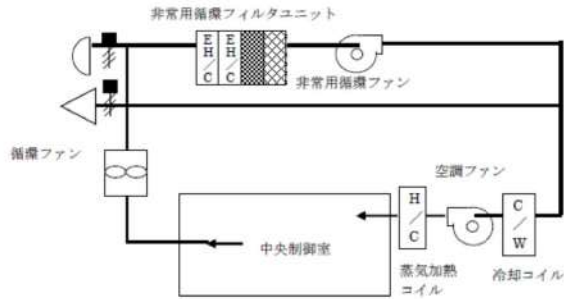 非常用循環フィルタユニット
E
H
/
C
E
H
/
C
非常用循環ファン
循環ファン
空調ファン
H
/
C
C
/
W
中央制御室
蒸気加熱
コイル
冷却コイル